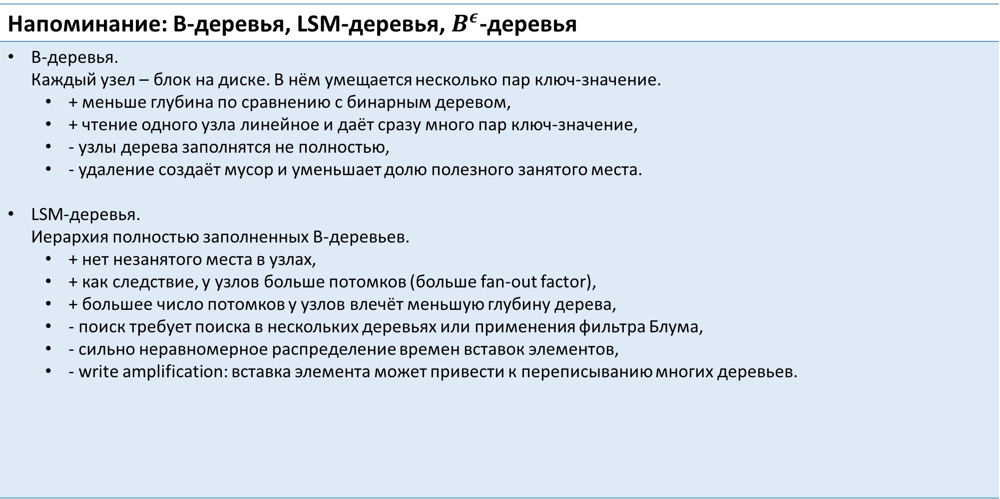 Напоминание: В-деревья, LSM-деревья, B^ϵ-деревья
• В-деревья.
Каждый узел – блок на диске. В нём умещается несколько пар ключ-значение.
• + меньше глубина по сравнению с бинарным деревом,
• + чтение одного узла линейное и даёт сразу много пар ключ-значение,
• - узлы дерева заполнятся не полностью,
• - удаление создаёт мусор и уменьшает долю полезного занятого места.
• LSM-деревья.
Иерархия полностью заполненных В-деревьев.
• + нет незанятого места в узлах,
• + как следствие, у узлов больше потомков (больше fan-out factor),
• + большее число потомков у узлов влечёт меньшую глубину дерева,
• - поиск требует поиска в нескольких деревьях или применения фильтра Блума,
• - сильно неравномерное распределение времен вставок элементов,
• - write amplification: вставка элемента может привести к переписыванию многих деревьев.